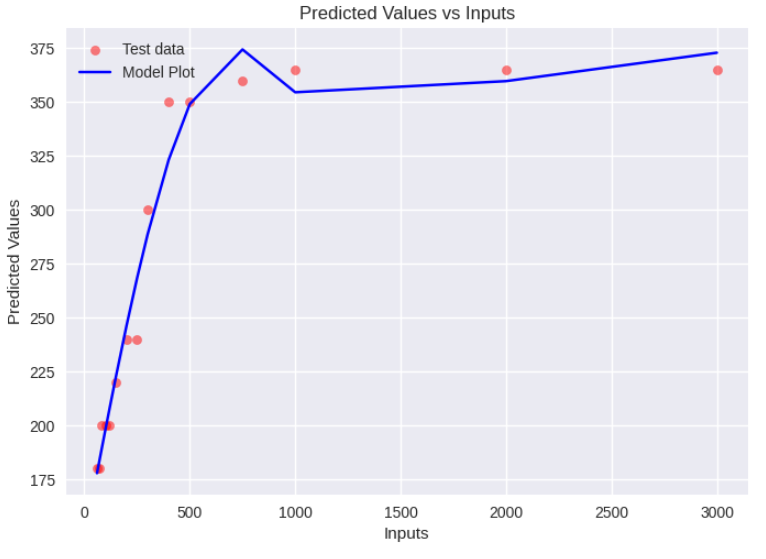 Predicted Values vs Inputs
Test data
Model Plot
Predicted Values
375
350
325
300
275
250
225
200
175
0 500 1000 1500 2000 2500 3000
Inputs